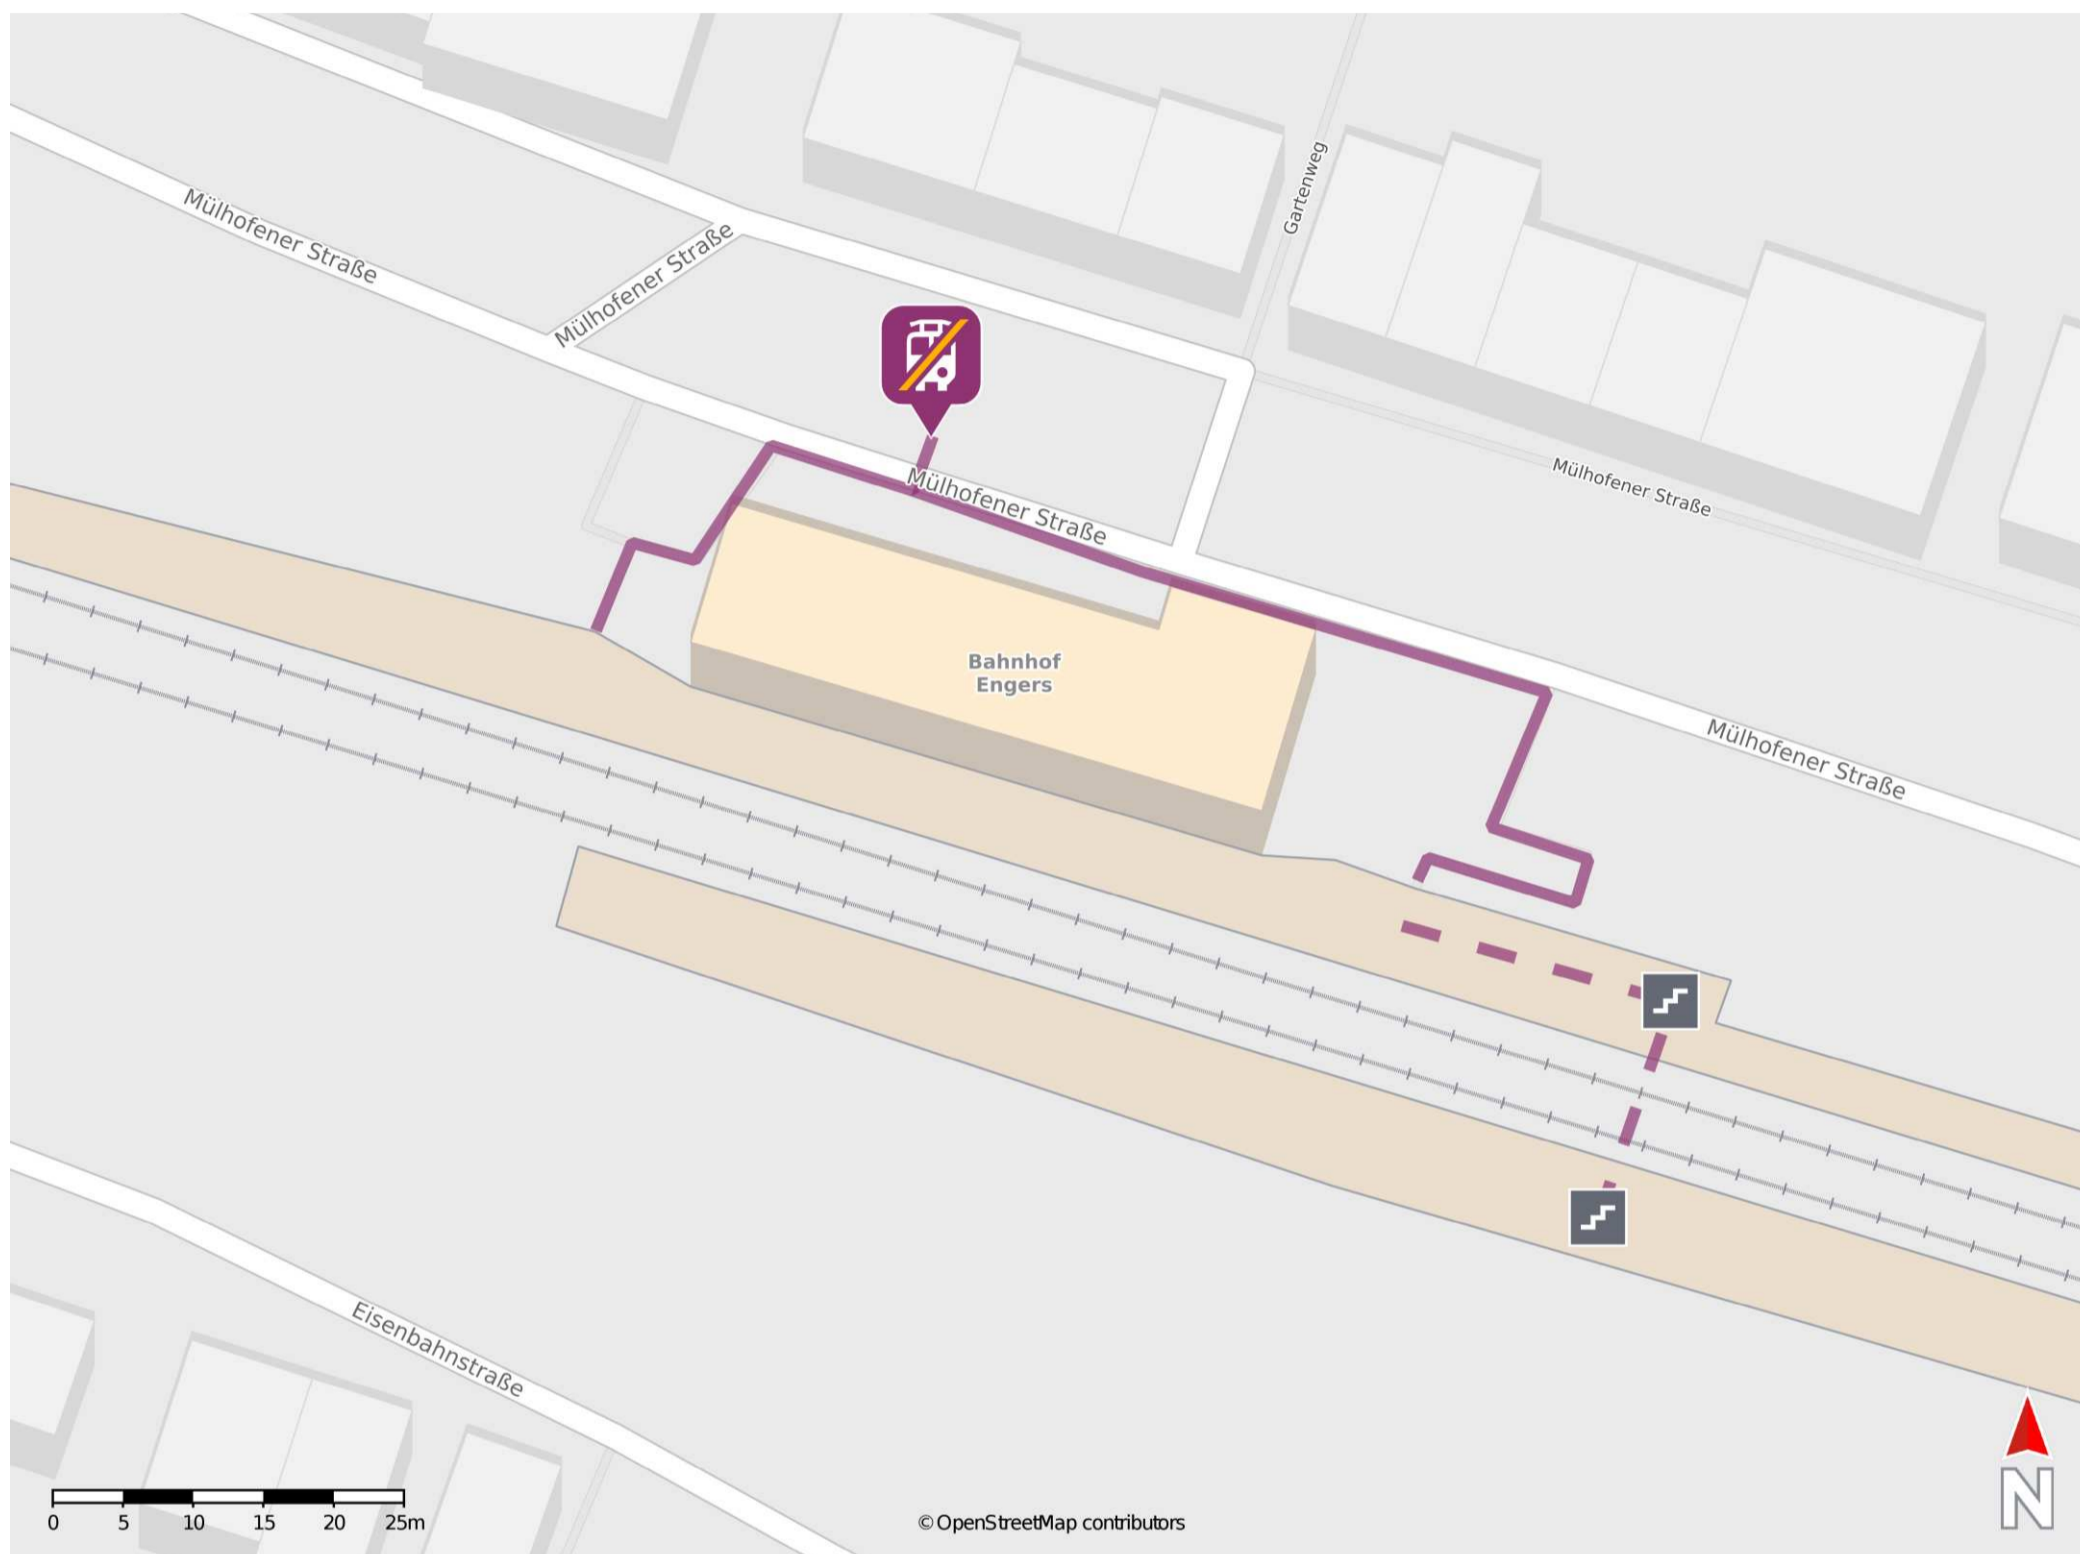 Gartenweg
Mülhofener Straße
Mülhofener Straße
Mülhofener Straße
Mülhofener Straße
Bahnhof
Engers
Mülhofener Straße
Eisenbahnstraße
0 5 10 15 20 25m
© OpenStreetMap contributors
N